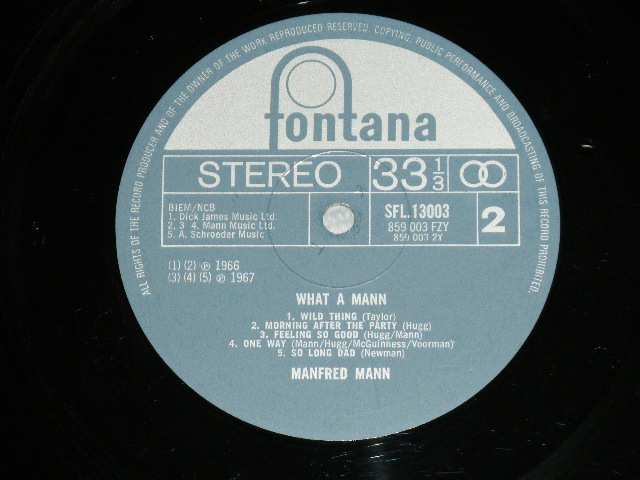 ALL RIGHTS OF THE RECORD PRODUCER AND OF THE OWNER OF THE WORK REPRODUCED RESERVED. COPYING, PUBLIC PERFORMANCE AND BROADCASTING OF THIS RECORD PROHIBITED.
fontana
STEREO 33 1/3
BIEM/NCB
1. Dick James Music Ltd.
2. 3 4. Mann Music Ltd.
5. A. Schroeder Music
SFL.13003
859 003 FZY
859 003 2Y
2
(1) (2) ℗ 1966
(3) (4) (5) ℗ 1967
WHAT A MANN
1. WILD THING (Taylor)
2. MORNING AFTER THE PARTY (Hugg)
3. FEELING SO GOOD (Hugg/Mann)
4. ONE WAY (Mann/Hugg/McGuinness/Voorman)
5. SO LONG DAD (Newman)
MANFRED MANN